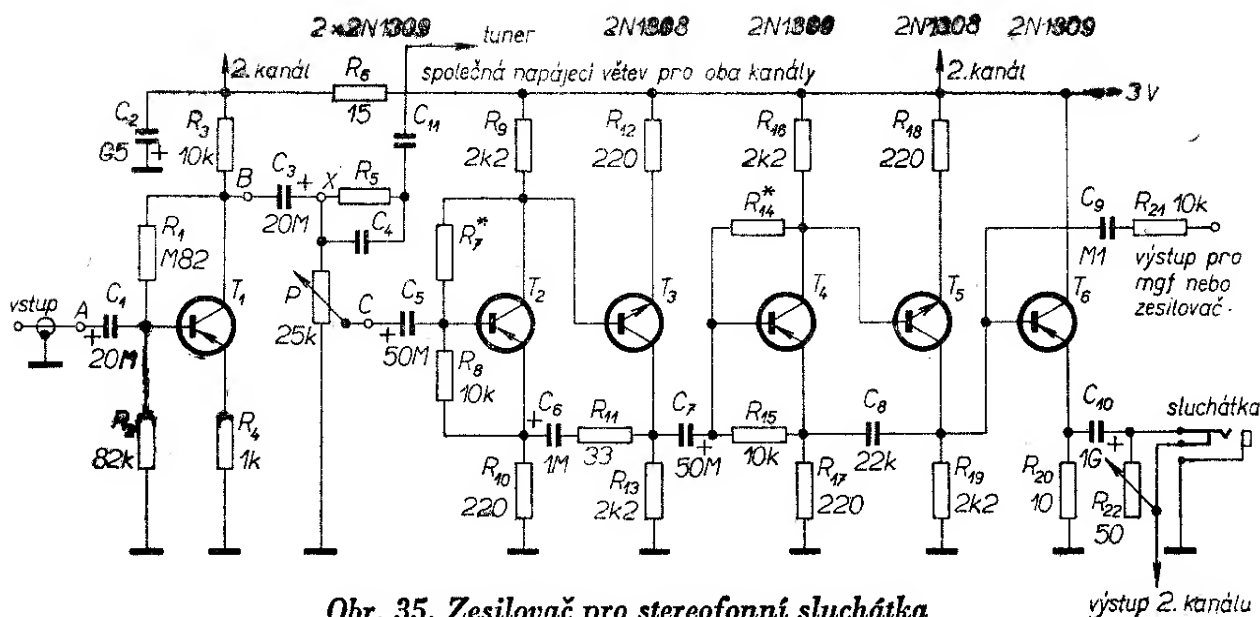 2×2N1309
tuner
2N1308
2N1309
2N1308
2N1309
2. kanál
R6
15
společná napájecí větev pro oba kanály
2. kanál
3 V
C2
G5
+
R3
10k
C11
R9
2k2
R12
220
R16
2k2
R18
220
B
C3
+
X
R5
20M
C4
R1
M82
R7*
R14*
C9
M1
R21
10k
výstup pro
mgf nebo
zesilovač
vstup
A
C1
+
20M
T1
P
25k
C
C5
+
50M
T2
T3
T4
T5
T6
R8
10k
R2
82k
R4
1k
+
C6
1M
R11
33
C7
50M
+
R15
10k
C8
22k
C10
1G
+
sluchátka
R10
220
R13
2k2
R17
220
R19
2k2
R20
10
R22
50
Obr. 35. Zesilovač pro stereofonní sluchátka
výstup 2. kanálu